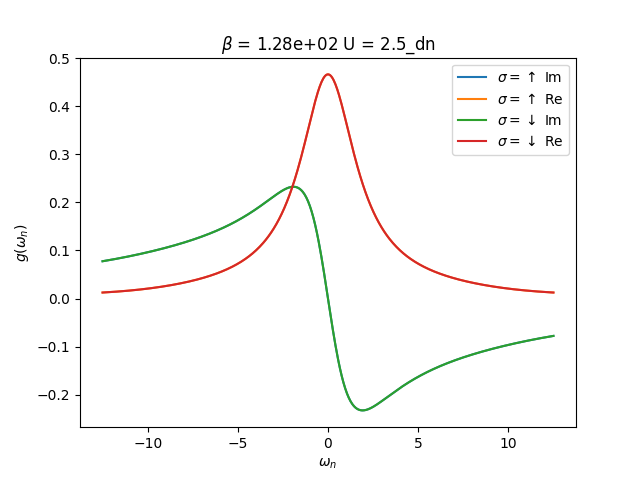 β = 1.28e+02 U = 2.5_dn
σ = ↑ Im
σ = ↑ Re
σ = ↓ Im
σ = ↓ Re
0.5
0.4
0.3
0.2
0.1
0.0
−0.1
−0.2
g(ωn)
−10
−5
0
5
10
ωn